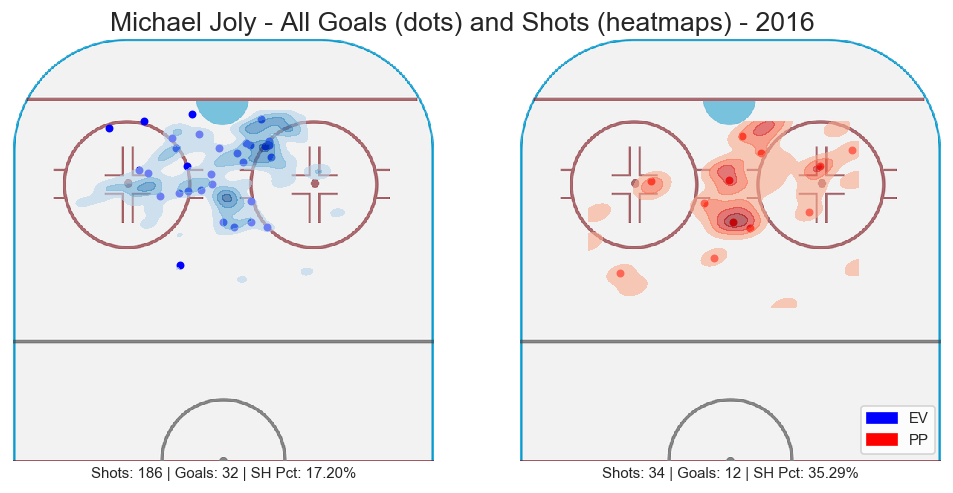 Michael Joly - All Goals (dots) and Shots (heatmaps) - 2016
EV
PP
Shots: 186 | Goals: 32 | SH Pct: 17.20%
Shots: 34 | Goals: 12 | SH Pct: 35.29%